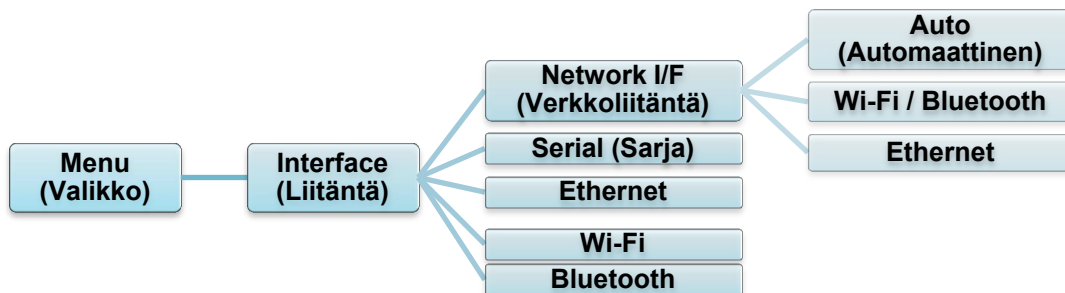 Menu
(Valikko)
Interface
(Liitäntä)
Network I/F
(Verkkoliitäntä)
Serial (Sarja)
Ethernet
Wi-Fi
Bluetooth
Auto
(Automaattinen)
Wi-Fi / Bluetooth
Ethernet